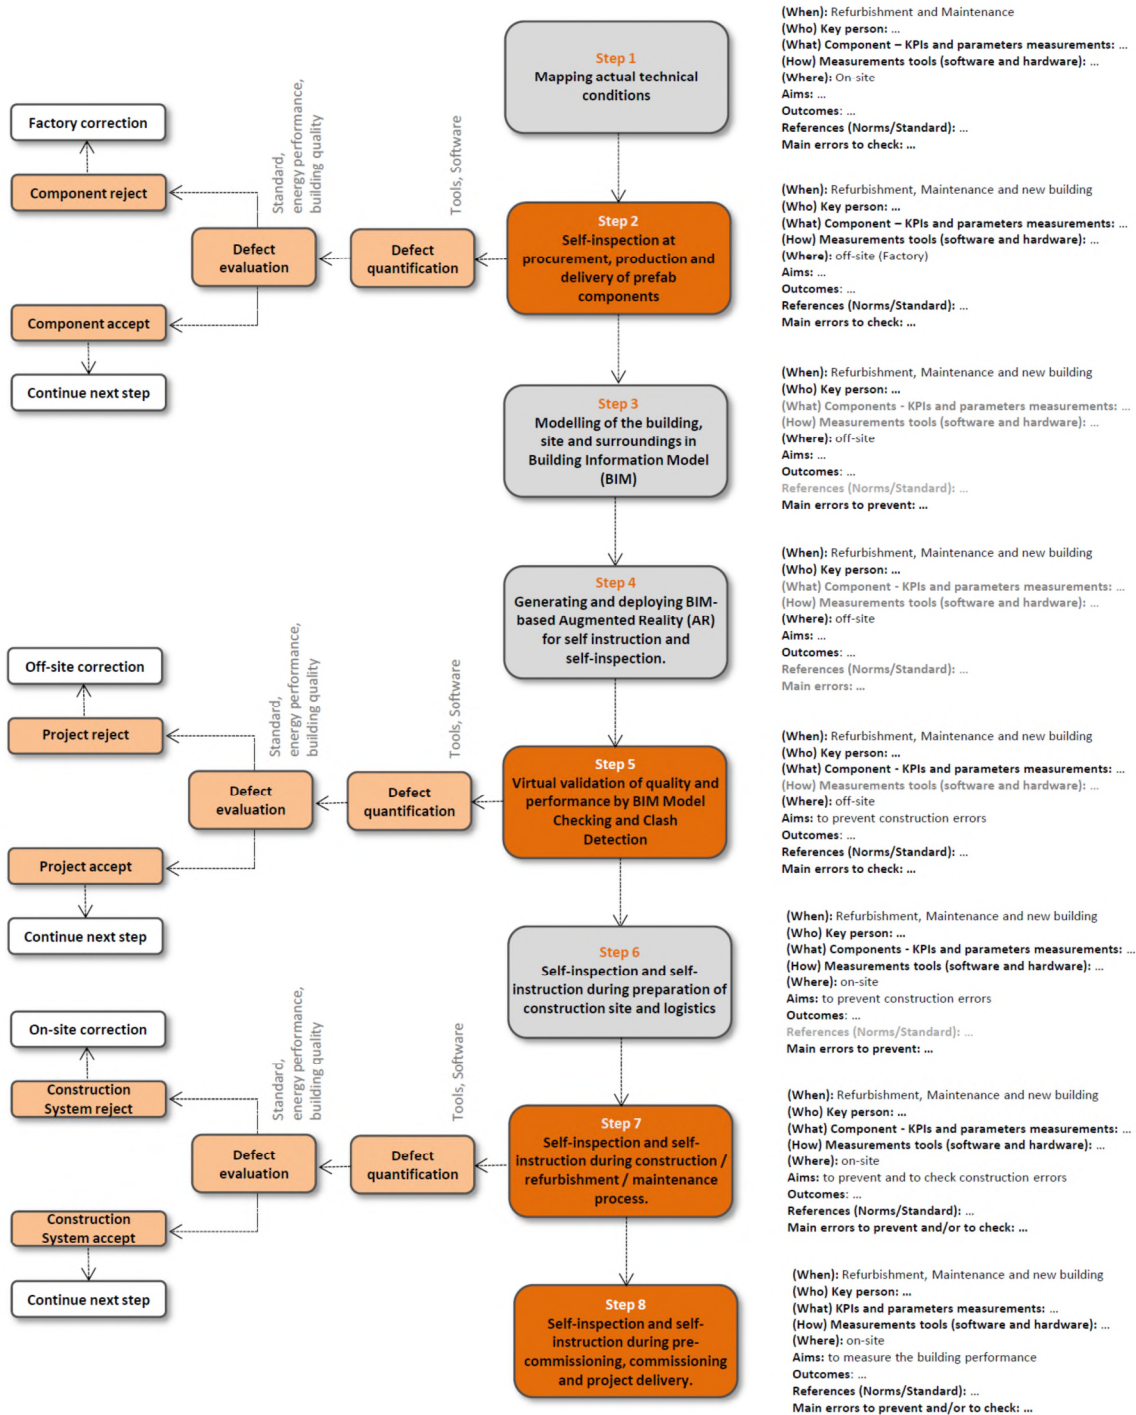 (When): Refurbishment and Maintenance
(Who) Key person: ...
(What) Component – KPIs and parameters measurements: ...
(How) Measurements tools (software and hardware): ...
(Where): On-site
Aims: ...
Outcomes: ...
References (Norms/Standard): ...
Main errors to check: ...
Step 1
Mapping actual technical
conditions
Standard,
energy performance,
building quality
Tools, Software
Factory correction
Component reject
Defect
evaluation
Defect
quantification
Step 2
Self-inspection at
procurement, production and
delivery of prefab
components
Component accept
Continue next step
(When): Refurbishment, Maintenance and new building
(Who) Key person: ...
(What) Component – KPIs and parameters measurements: ...
(How) Measurements tools (software and hardware): ...
(Where): off-site (Factory)
Aims: ...
Outcomes: ...
References (Norms/Standard): ...
Main errors to check: ...
Step 3
Modelling of the building,
site and surroundings in
Building Information Model
(BIM)
(When): Refurbishment, Maintenance and new building
(Who) Key person: ...
(What) Components - KPIs and parameters measurements: ...
(How) Measurements tools (software and hardware): ...
(Where): off-site
Aims: ...
Outcomes: ...
References (Norms/Standard): ...
Main errors to prevent: ...
Step 4
Generating and deploying BIM-
based Augmented Reality (AR)
for self instruction and
self-inspection.
(When): Refurbishment, Maintenance and new building
(Who) Key person: ...
(What) Component - KPIs and parameters measurements: ...
(How) Measurements tools (software and hardware): ...
(Where): off-site
Aims: ...
Outcomes: ...
References (Norms/Standard): ...
Main errors: ...
Standard,
energy performance,
building quality
Tools, Software
Off-site correction
Project reject
Defect
evaluation
Defect
quantification
Step 5
Virtual validation of quality and
performance by BIM Model
Checking and Clash
Detection
Project accept
Continue next step
(When): Refurbishment, Maintenance and new building
(Who) Key person: ...
(What) Component - KPIs and parameters measurements: ...
(How) Measurements tools (software and hardware): ...
(Where): off-site
Aims: to prevent construction errors
Outcomes: ...
References (Norms/Standard): ...
Main errors to check: ...
Step 6
Self-inspection and self-
instruction during preparation of
construction site and logistics
(When): Refurbishment, Maintenance and new building
(Who) Key person: ...
(What) Components - KPIs and parameters measurements: ...
(How) Measurements tools (software and hardware): ...
(Where): on-site
Aims: to prevent construction errors
Outcomes: ...
References (Norms/Standard): ...
Main errors to prevent: ...
Standard,
energy performance,
building quality
Tools, Software
On-site correction
Construction
System reject
Defect
evaluation
Defect
quantification
Step 7
Self-inspection and self-
instruction during construction /
refurbishment / maintenance
process.
Construction
System accept
Continue next step
(When): Refurbishment, Maintenance and new building
(Who) Key person: ...
(What) Component - KPIs and parameters measurements: ...
(How) Measurements tools (software and hardware): ...
(Where): on-site
Aims: to prevent and to check construction errors
Outcomes: ...
References (Norms/Standard): ...
Main errors to prevent and/or to check: ...
Step 8
Self-inspection and self-
instruction during pre-
commissioning, commissioning
and project delivery.
(When): Refurbishment, Maintenance and new building
(Who) Key person: ...
(What) KPIs and parameters measurements: ...
(How) Measurements tools (software and hardware): ...
(Where): on-site
Aims: to measure the building performance
Outcomes: ...
References (Norms/Standard): ...
Main errors to prevent and/or to check: ...